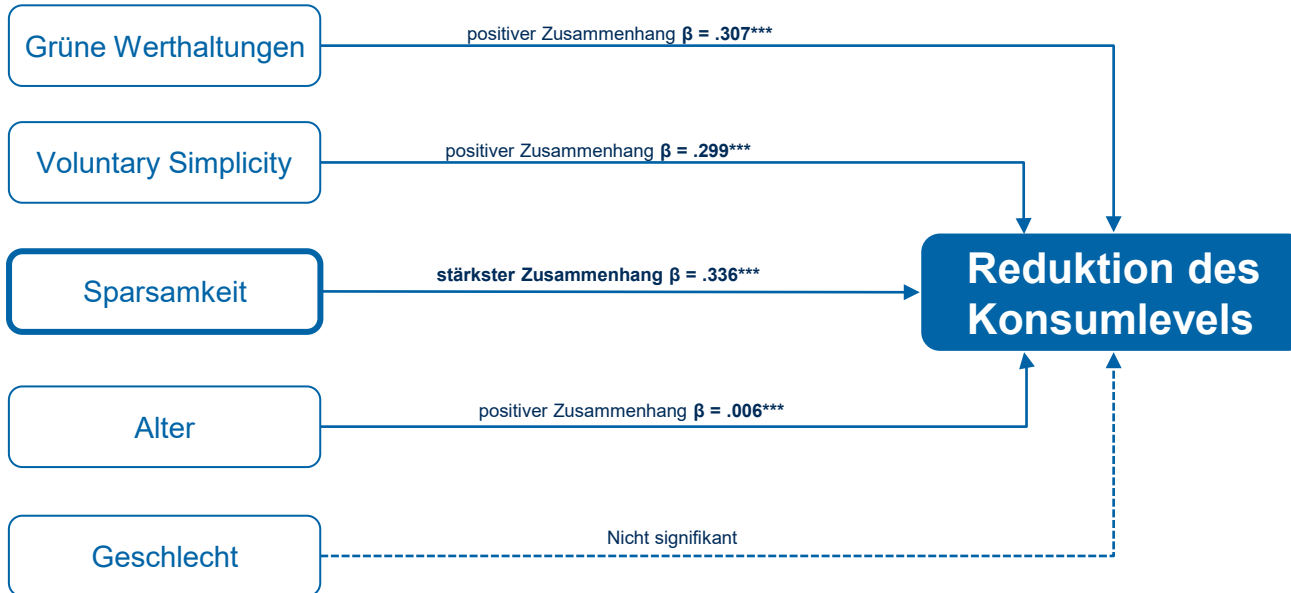 Grüne Werthaltungen
positiver Zusammenhang β = .307***
Voluntary Simplicity
positiver Zusammenhang β = .299***
Sparsamkeit
stärkster Zusammenhang β = .336***
Reduktion des
Konsumlevels
Alter
positiver Zusammenhang β = .006***
Geschlecht
Nicht signifikant